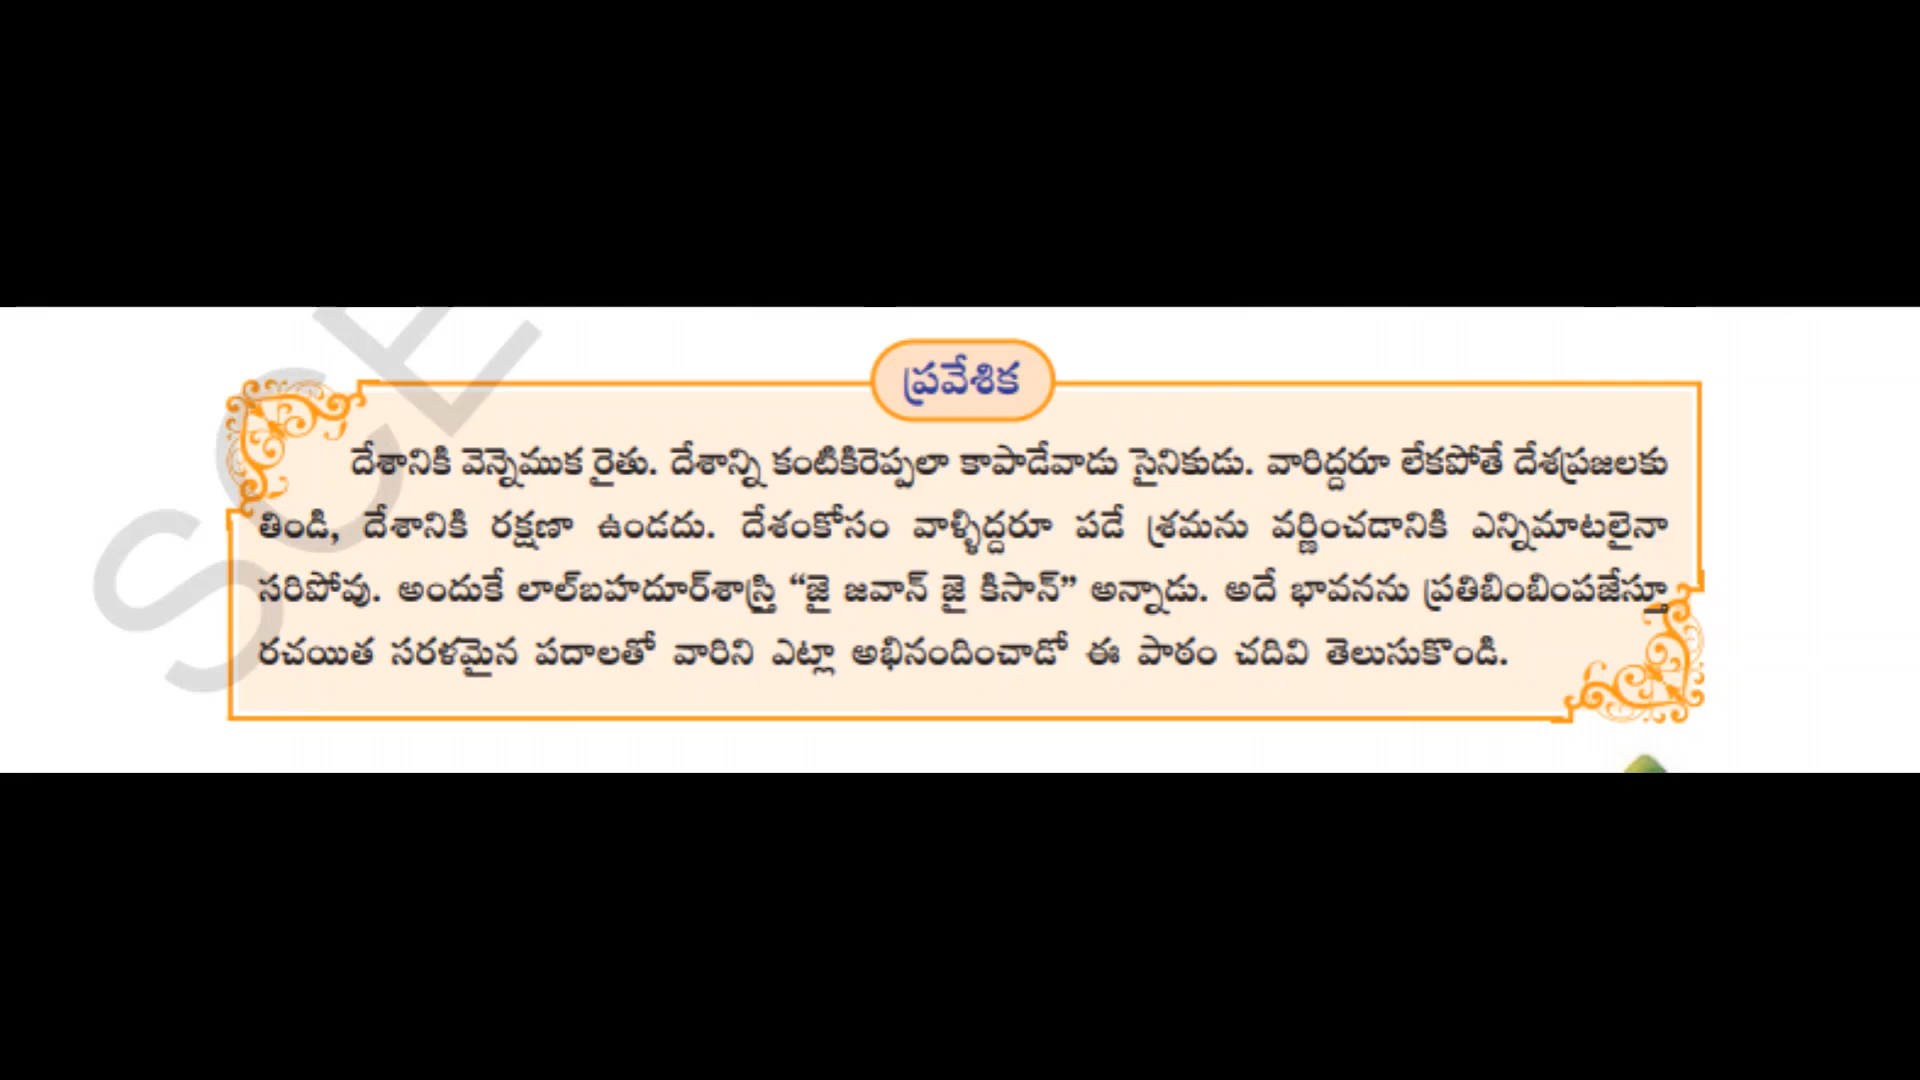 SCE
ప్రవేశిక
దేశానికి వెన్నెముక రైతు. దేశాన్ని కంటికిరెప్పలా కాపాడేవాడు సైనికుడు. వారిద్దరూ లేకపోతే దేశప్రజలకు
తిండి, దేశానికి రక్షణా ఉండదు. దేశంకోసం వాళ్ళిద్దరూ పడే శ్రమను వర్ణించడానికి ఎన్నిమాటలైనా
సరిపోవు. అందుకే లాల్‌బహదూర్‌శాస్త్రి “జై జవాన్ జై కిసాన్” అన్నాడు. అదే భావనను ప్రతిబింబింపజేస్తూ
రచయిత సరళమైన పదాలతో వారిని ఎట్లా అభినందించాడో ఈ పాఠం చదివి తెలుసుకొండి.